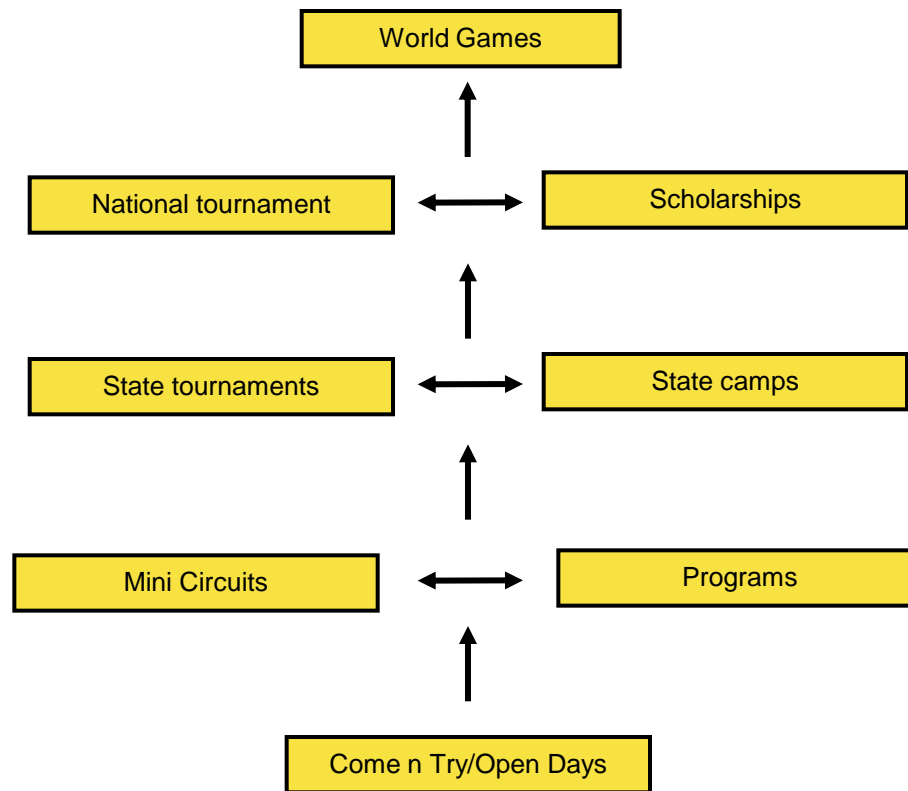 World Games
National tournament
Scholarships
State tournaments
State camps
Mini Circuits
Programs
Come n Try/Open Days